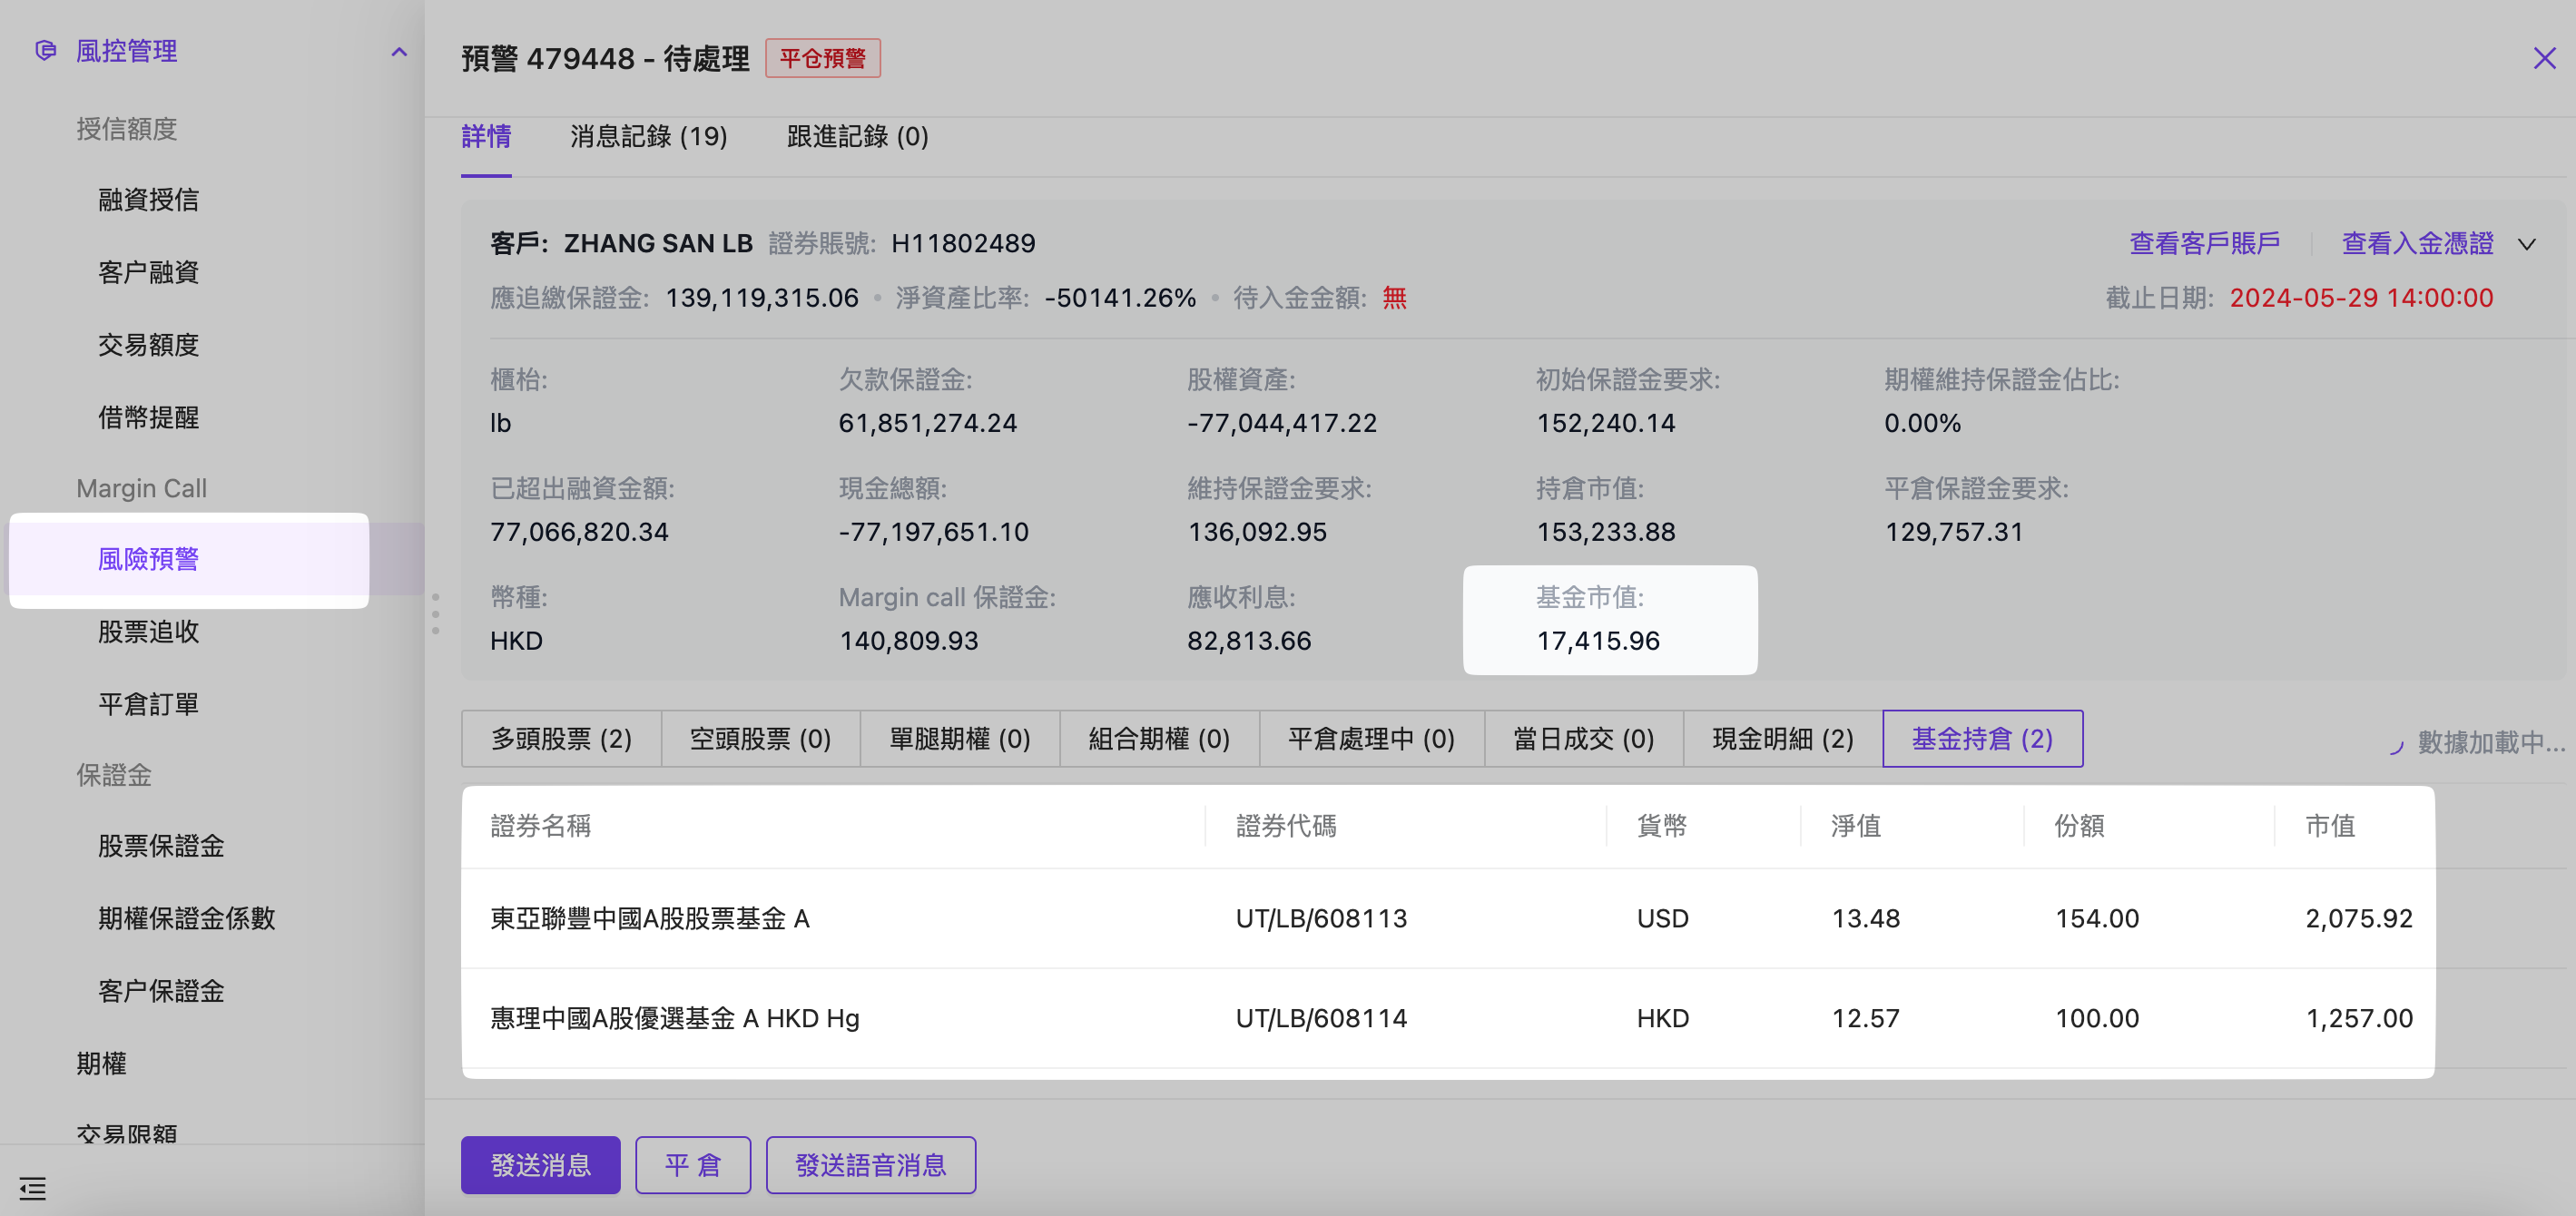 風控管理
授信額度
融資授信
客户融資
交易額度
借幣提醒
Margin Call
風險預警
股票追收
平倉訂單
保證金
股票保證金
期權保證金係數
客户保證金
期權
交易限額
預警 479448 - 待處理 平仓預警
詳情 消息記錄 (19) 跟進記錄 (0)
客戶: ZHANG SAN LB 證券賬號: H11802489 查看客戶賬戶 查看入金憑證
應追繳保證金: 139,119,315.06 • 淨資產比率: -50141.26% • 待入金金額: 無 截止日期: 2024-05-29 14:00:00
櫃枱: 欠款保證金: 股權資產: 初始保證金要求: 期權維持保證金佔比:
lb 61,851,274.24 -77,044,417.22 152,240.14 0.00%
已超出融資金額: 現金總額: 維持保證金要求: 持倉市值: 平倉保證金要求:
77,066,820.34 -77,197,651.10 136,092.95 153,233.88 129,757.31
幣種: Margin call 保證金: 應收利息: 基金市值:
HKD 140,809.93 82,813.66 17,415.96
多頭股票 (2) 空頭股票 (0) 單腿期權 (0) 組合期權 (0) 平倉處理中 (0) 當日成交 (0) 現金明細 (2) 基金持倉 (2) 數據加載中...
證券名稱 證券代碼 貨幣 淨值 份額 市值
東亞聯豐中國A股股票基金 A UT/LB/608113 USD 13.48 154.00 2,075.92
惠理中國A股優選基金 A HKD Hg UT/LB/608114 HKD 12.57 100.00 1,257.00
發送消息 平 倉 發送語音消息